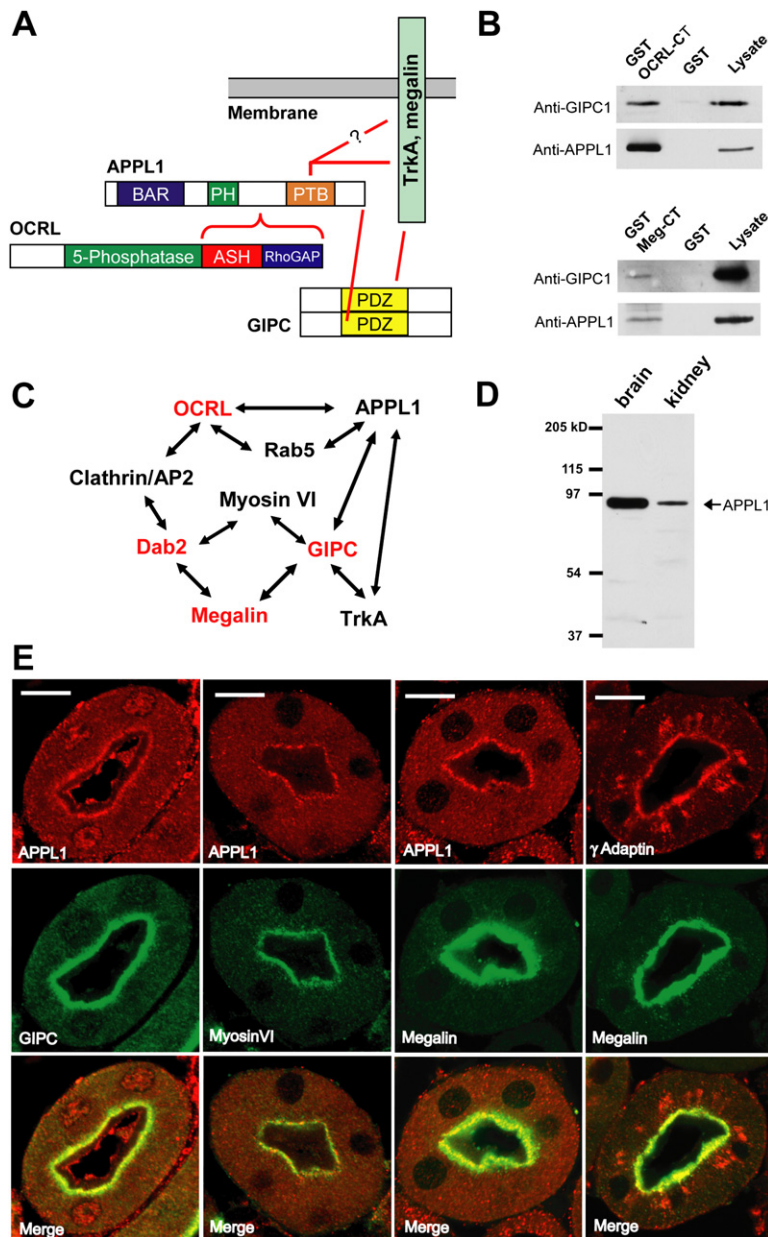 A
Membrane
TrkA, megalin
?
APPL1
BAR PH PTB
OCRL
5-Phosphatase ASH RhoGAP
PDZ
GIPC PDZ
B
GST OCRL-CT GST Lysate
Anti-GIPC1
Anti-APPL1
GST Meg-CT GST Lysate
Anti-GIPC1
Anti-APPL1
C
OCRL APPL1
Rab5
Clathrin/AP2
Myosin VI
Dab2 GIPC
Megalin TrkA
D
brain kidney
205 kD
115
97
APPL1
54
37
E
APPL1 APPL1 APPL1 γ Adaptin
GIPC MyosinVI Megalin Megalin
Merge Merge Merge Merge